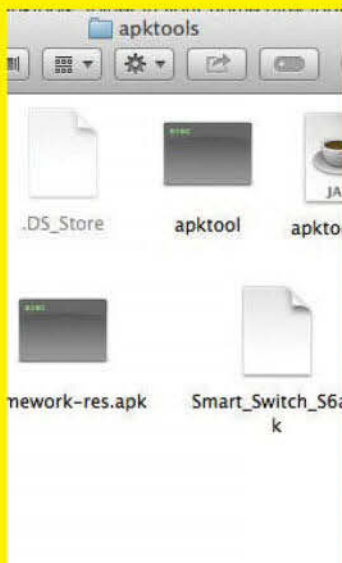 apktools
exec
JA
.DS_Store
apktool
apkto
exec
mework-res.apk
Smart_Switch_S6a
k